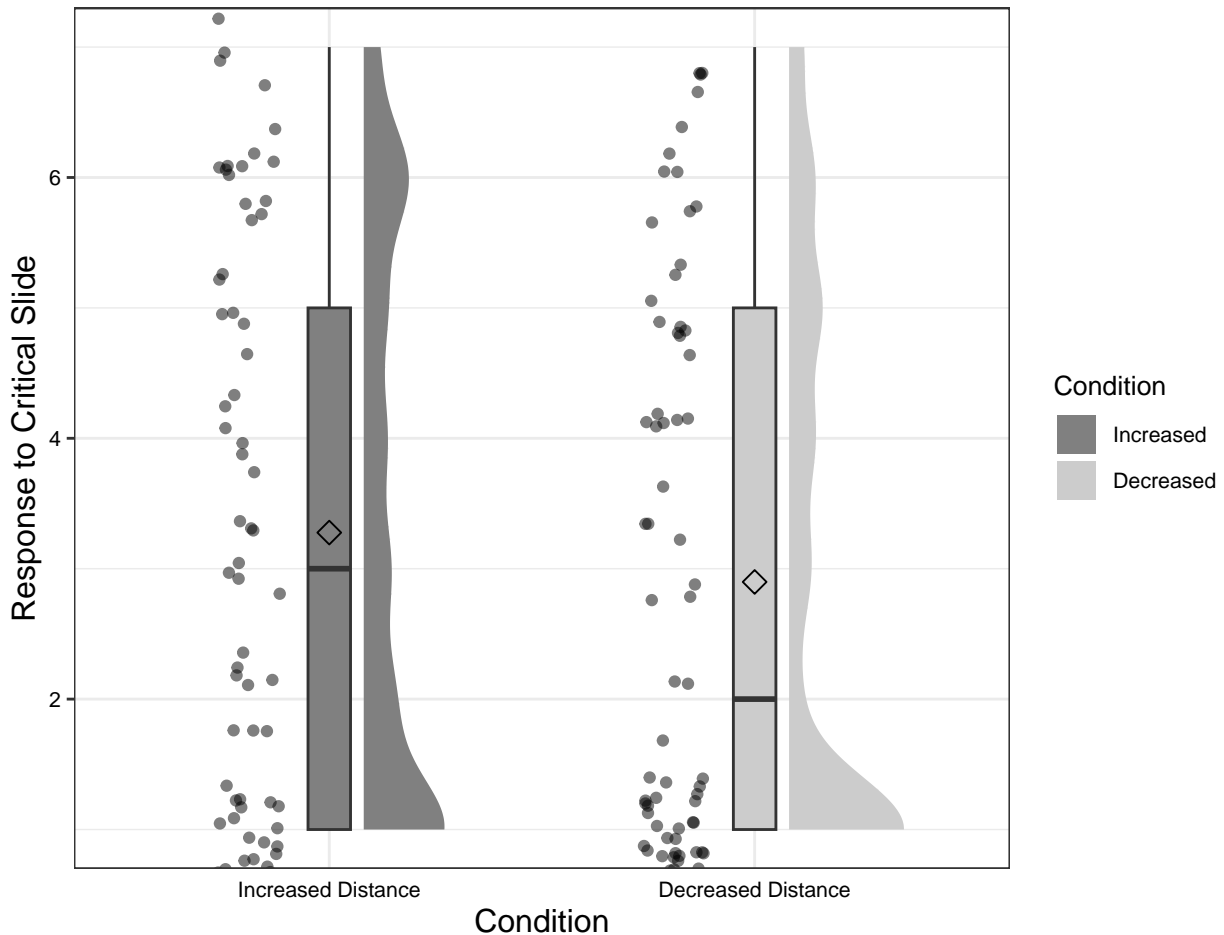 Response to Critical Slide
6
4
2
Increased Distance
Decreased Distance
Condition
Condition
Increased
Decreased